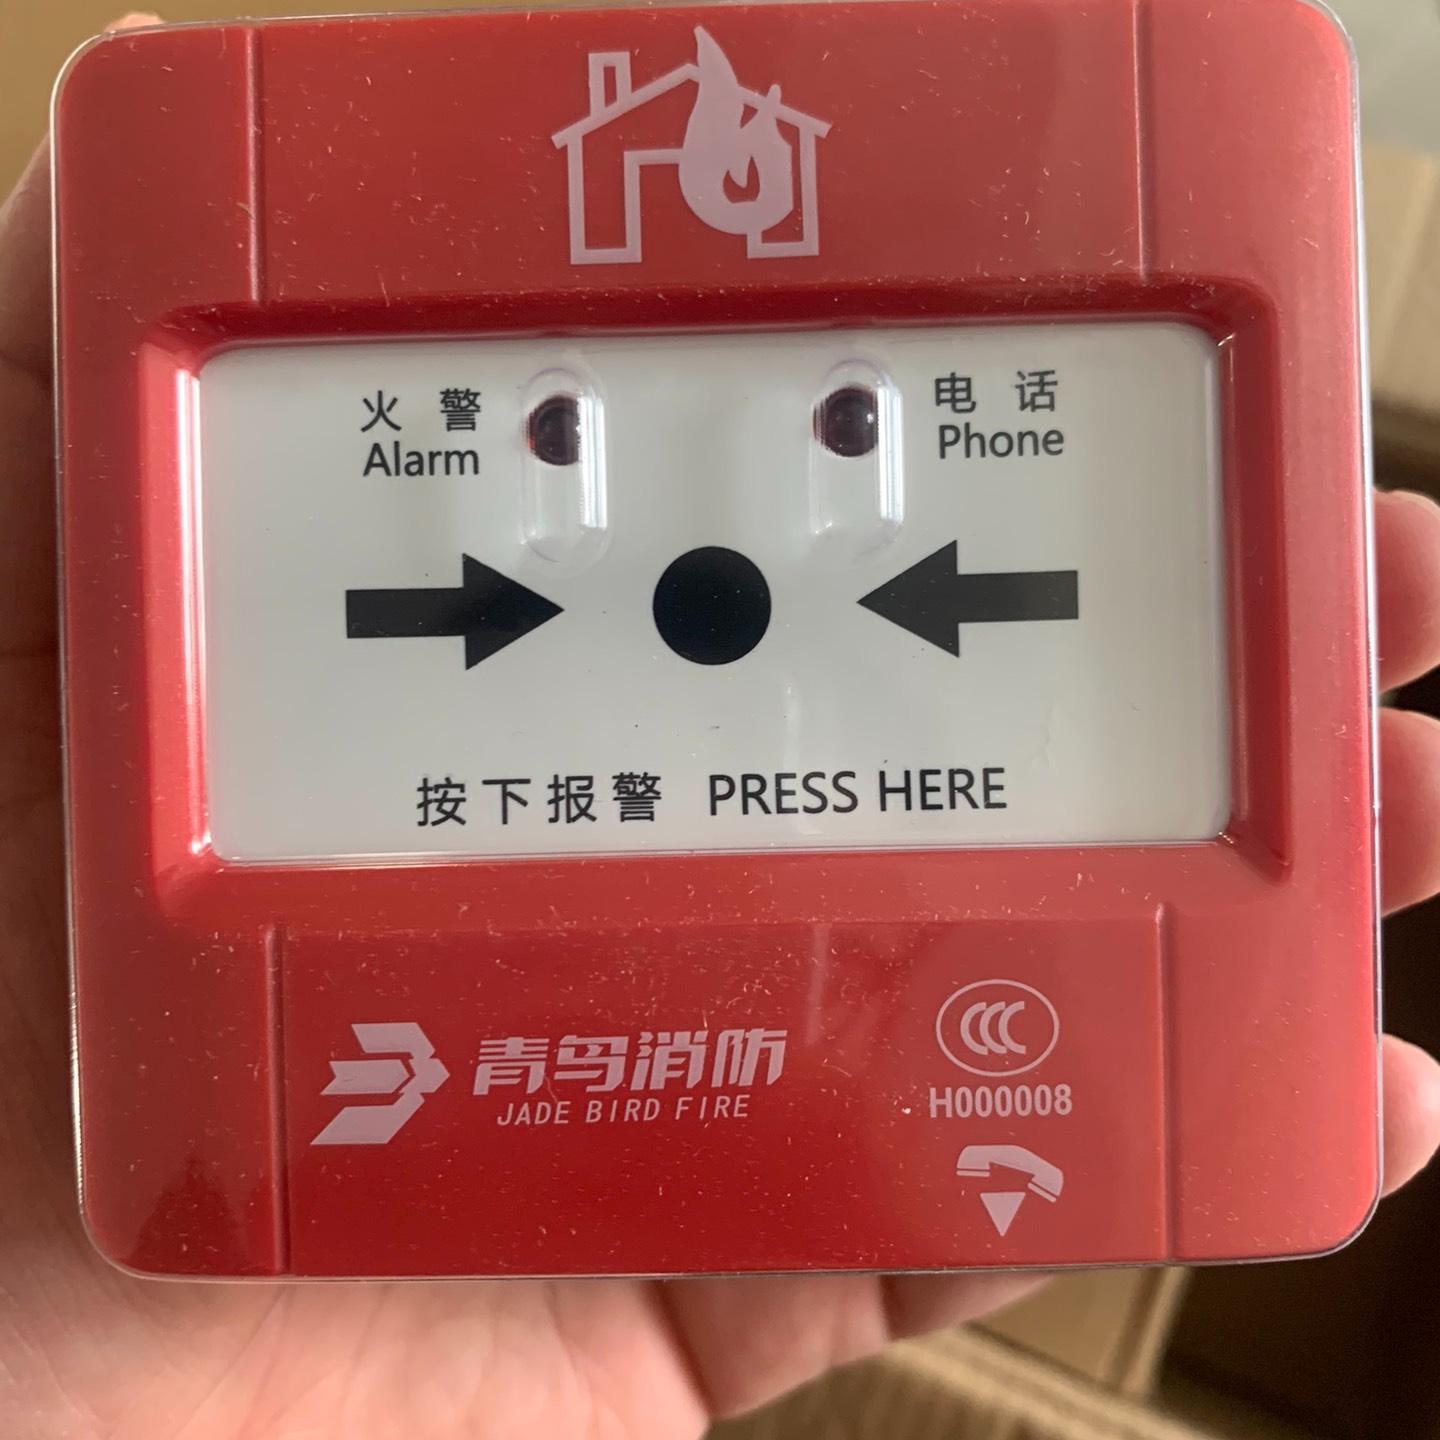 火警
Alarm
电话
Phone
按下报警 PRESS HERE
青鸟消防
JADE BIRD FIRE
CCC
H000008